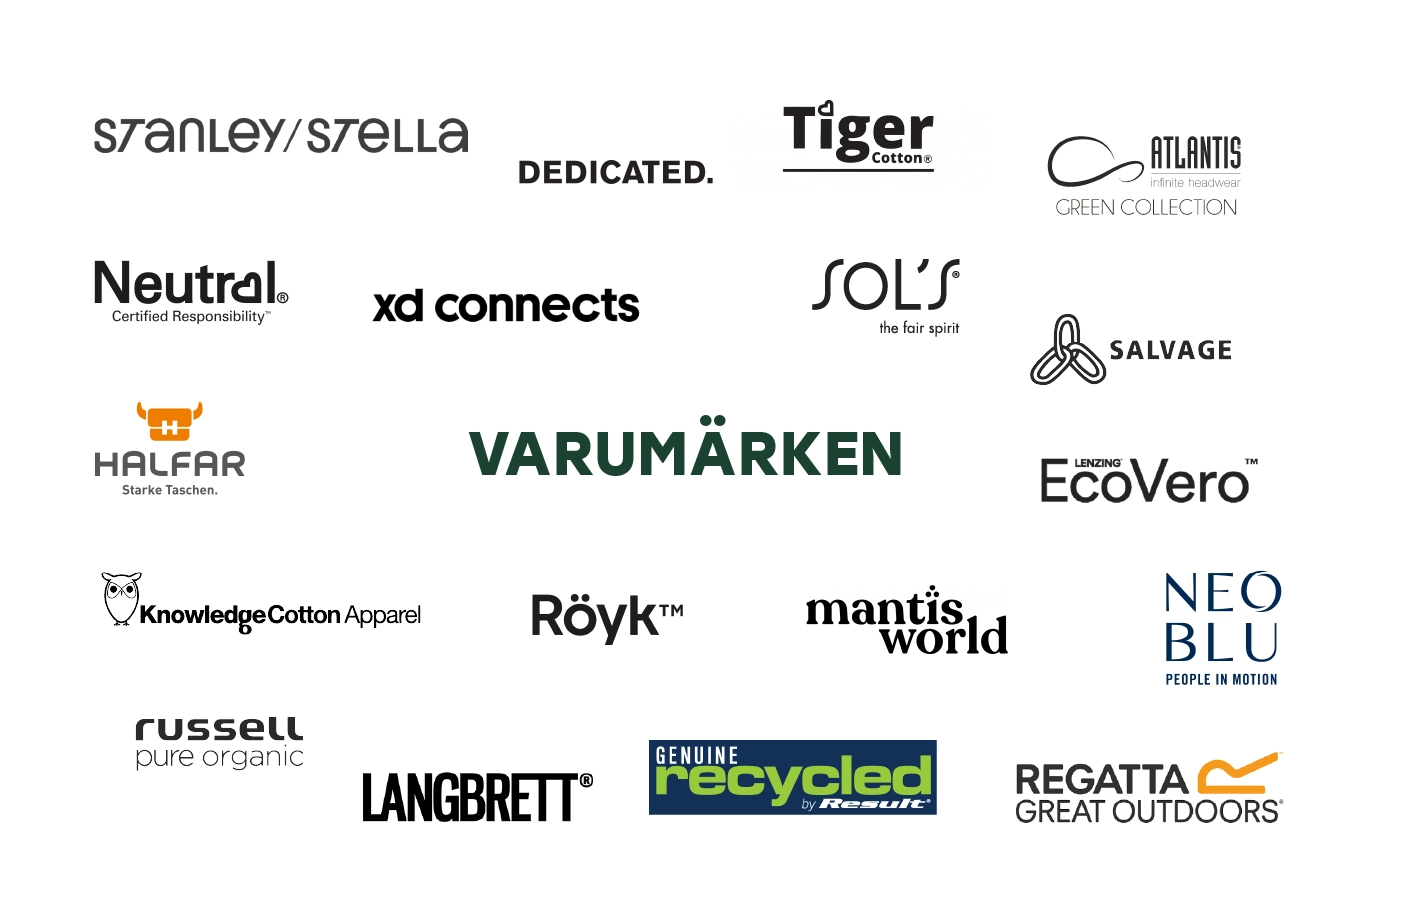 STANLEY/STELLA
DEDICATED.
Tiger
Cotton®
ATLANTIS®
infinite headwear
GREEN COLLECTION
Neutral®
Certified Responsibility™
xd connects
SOL'S®
the fair spirit
SALVAGE
H
HALFAR
Starke Taschen.
VARUMÄRKEN
LENZING™
EcoVero™
KnowledgeCotton Apparel
Röyk™
mantis
world
NEO
BLU
PEOPLE IN MOTION
russell
pure organic
LANGBRETT®
GENUINE
recycled
by Result®
REGATTA
GREAT OUTDOORS®